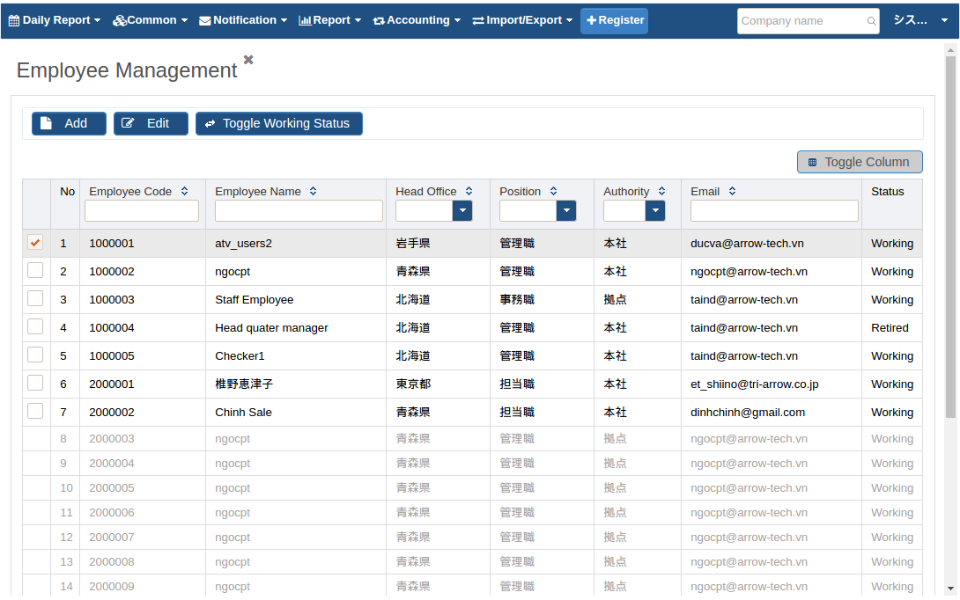 Daily Report Common Notification Report Accounting Import/Export Register Company name シス...
Employee Management
Add Edit Toggle Working Status
Toggle Column
No Employee Code Employee Name Head Office Position Authority Email Status
1 1000001 atv_users2 岩手県 管理職 本社 ducva@arrow-tech.vn Working
2 1000002 ngocpt 青森県 管理職 本社 ngocpt@arrow-tech.vn Working
3 1000003 Staff Employee 北海道 事務職 拠点 taind@arrow-tech.vn Working
4 1000004 Head quater manager 北海道 管理職 本社 taind@arrow-tech.vn Retired
5 1000005 Checker1 北海道 管理職 本社 taind@arrow-tech.vn Working
6 2000001 椎野恵津子 東京都 担当職 本社 et_shiino@tri-arrow.co.jp Working
7 2000002 Chinh Sale 青森県 担当職 本社 dinhchinh@gmail.com Working
8 2000003 ngocpt 青森県 管理職 拠点 ngocpt@arrow-tech.vn Working
9 2000004 ngocpt 青森県 管理職 拠点 ngocpt@arrow-tech.vn Working
10 2000005 ngocpt 青森県 管理職 拠点 ngocpt@arrow-tech.vn Working
11 2000006 ngocpt 青森県 管理職 拠点 ngocpt@arrow-tech.vn Working
12 2000007 ngocpt 青森県 管理職 拠点 ngocpt@arrow-tech.vn Working
13 2000008 ngocpt 青森県 管理職 拠点 ngocpt@arrow-tech.vn Working
14 2000009 ngocpt 青森県 管理職 拠点 ngocpt@arrow-tech.vn Working